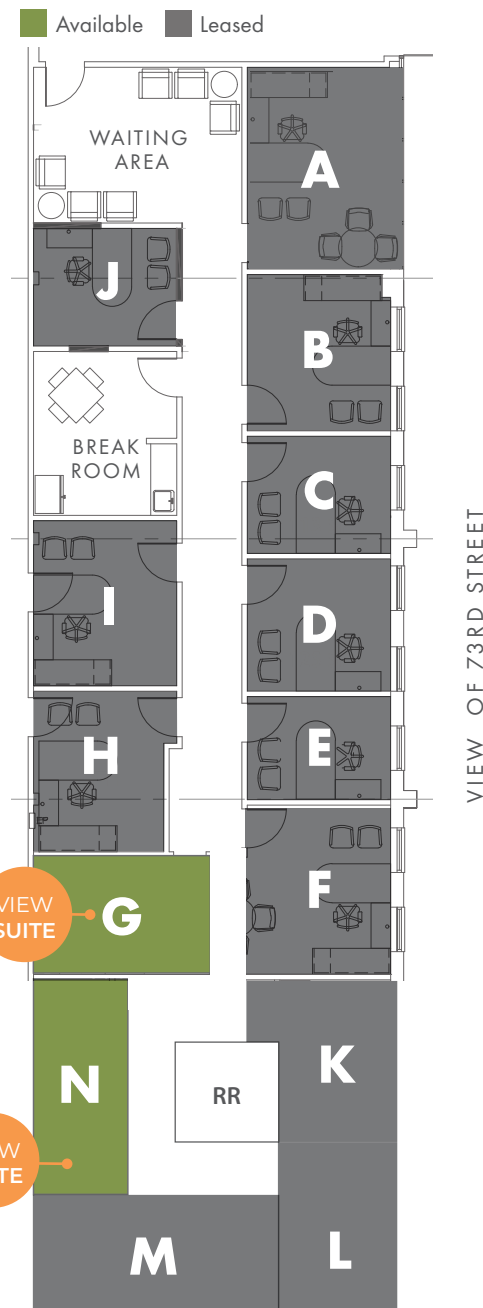 Available Leased
WAITING
AREA
A
J
B
BREAK
ROOM
C
I
D
VIEW OF 73RD STREET
H
E
VIEW
SUITE
G
F
N
RR
K
M
L